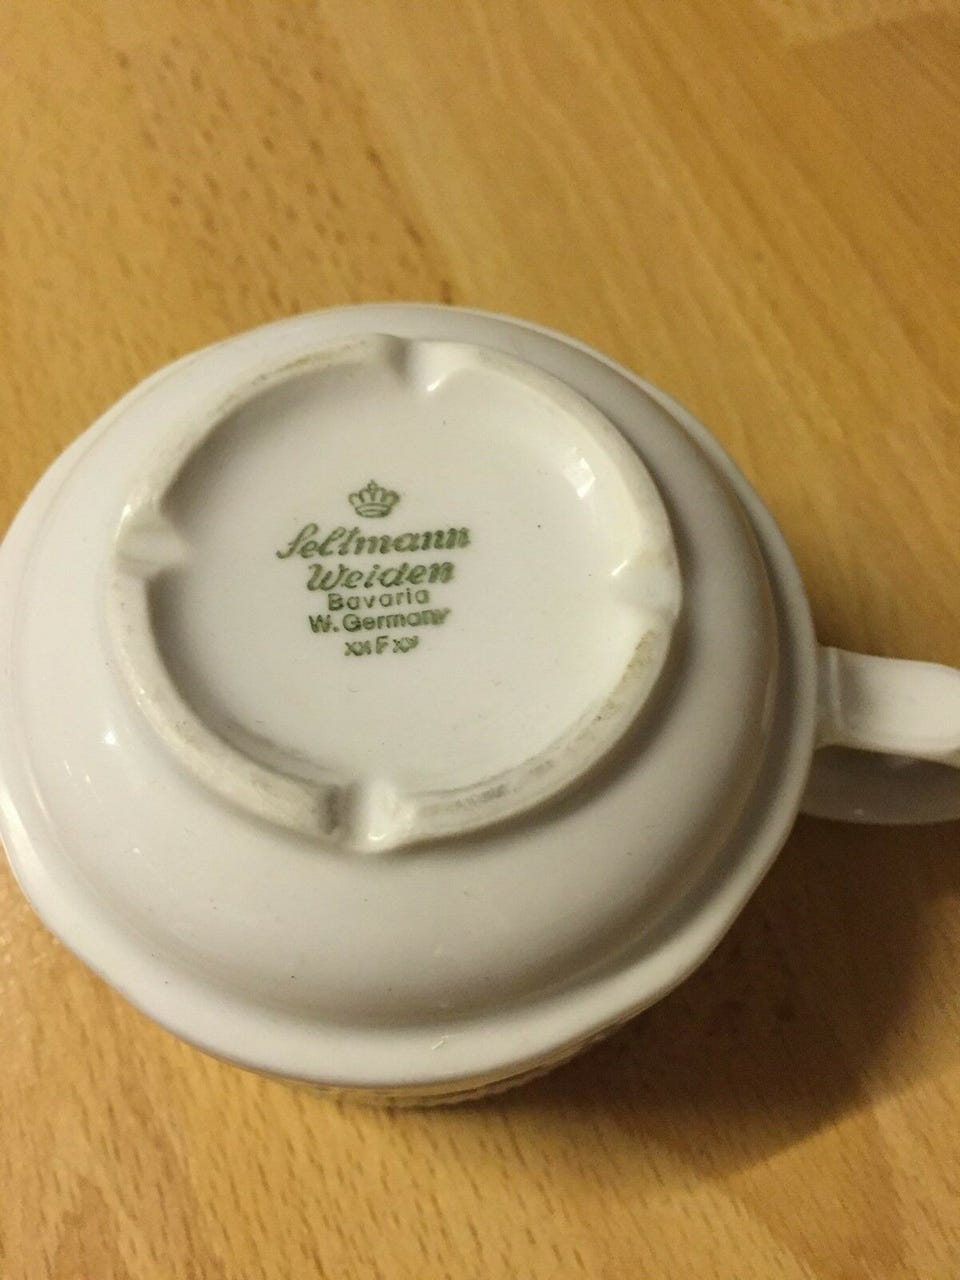 Seltmann
Weiden
Bavaria
W. Germany